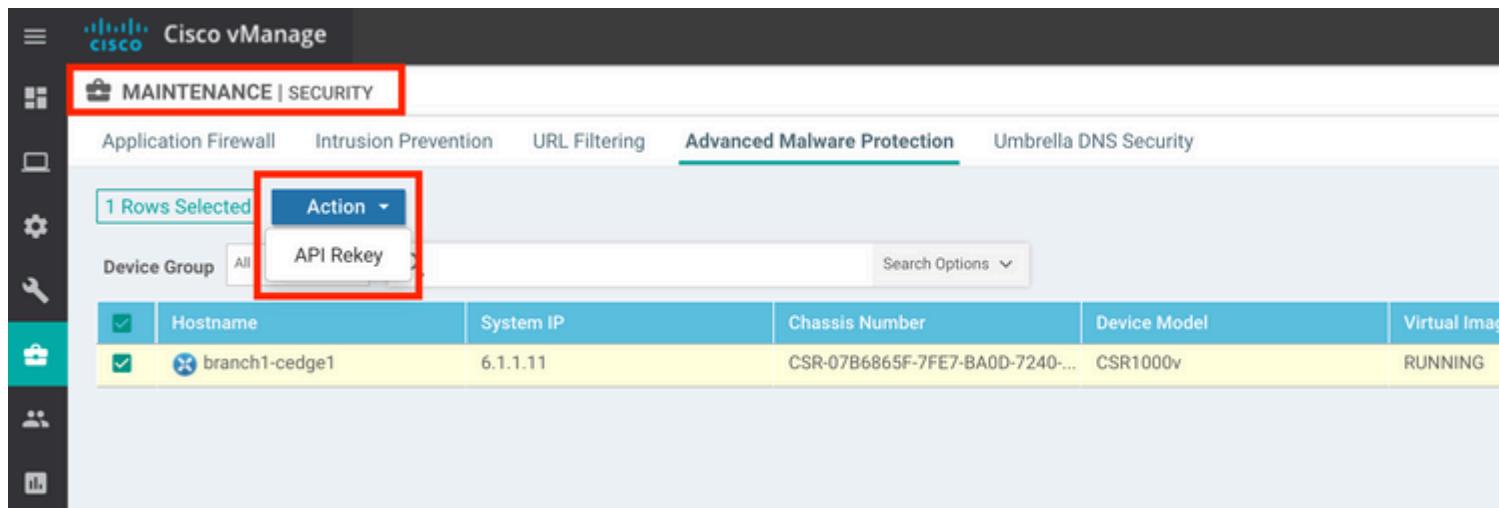 CISCO Cisco vManage
MAINTENANCE | SECURITY
Application Firewall Intrusion Prevention URL Filtering Advanced Malware Protection Umbrella DNS Security
1 Rows Selected Action
API Rekey
Device Group All Search Options
Hostname System IP Chassis Number Device Model Virtual
branch1-cedge1 6.1.1.11 CSR-07B6865F-7FE7-BA0D-7240-... CSR1000v RUNNING